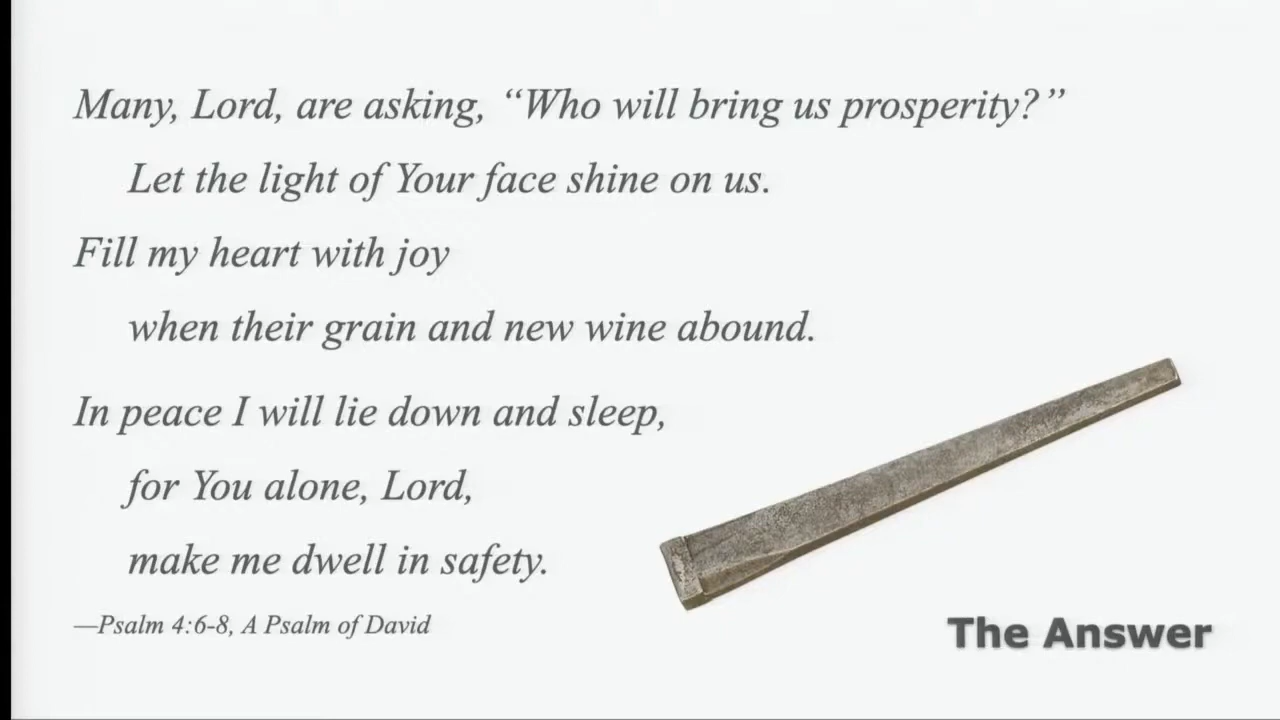 Many, Lord, are asking, “Who will bring us prosperity?”
Let the light of Your face shine on us.
Fill my heart with joy
when their grain and new wine abound.
In peace I will lie down and sleep,
for You alone, Lord,
make me dwell in safety.
—Psalm 4:6-8, A Psalm of David
The Answer